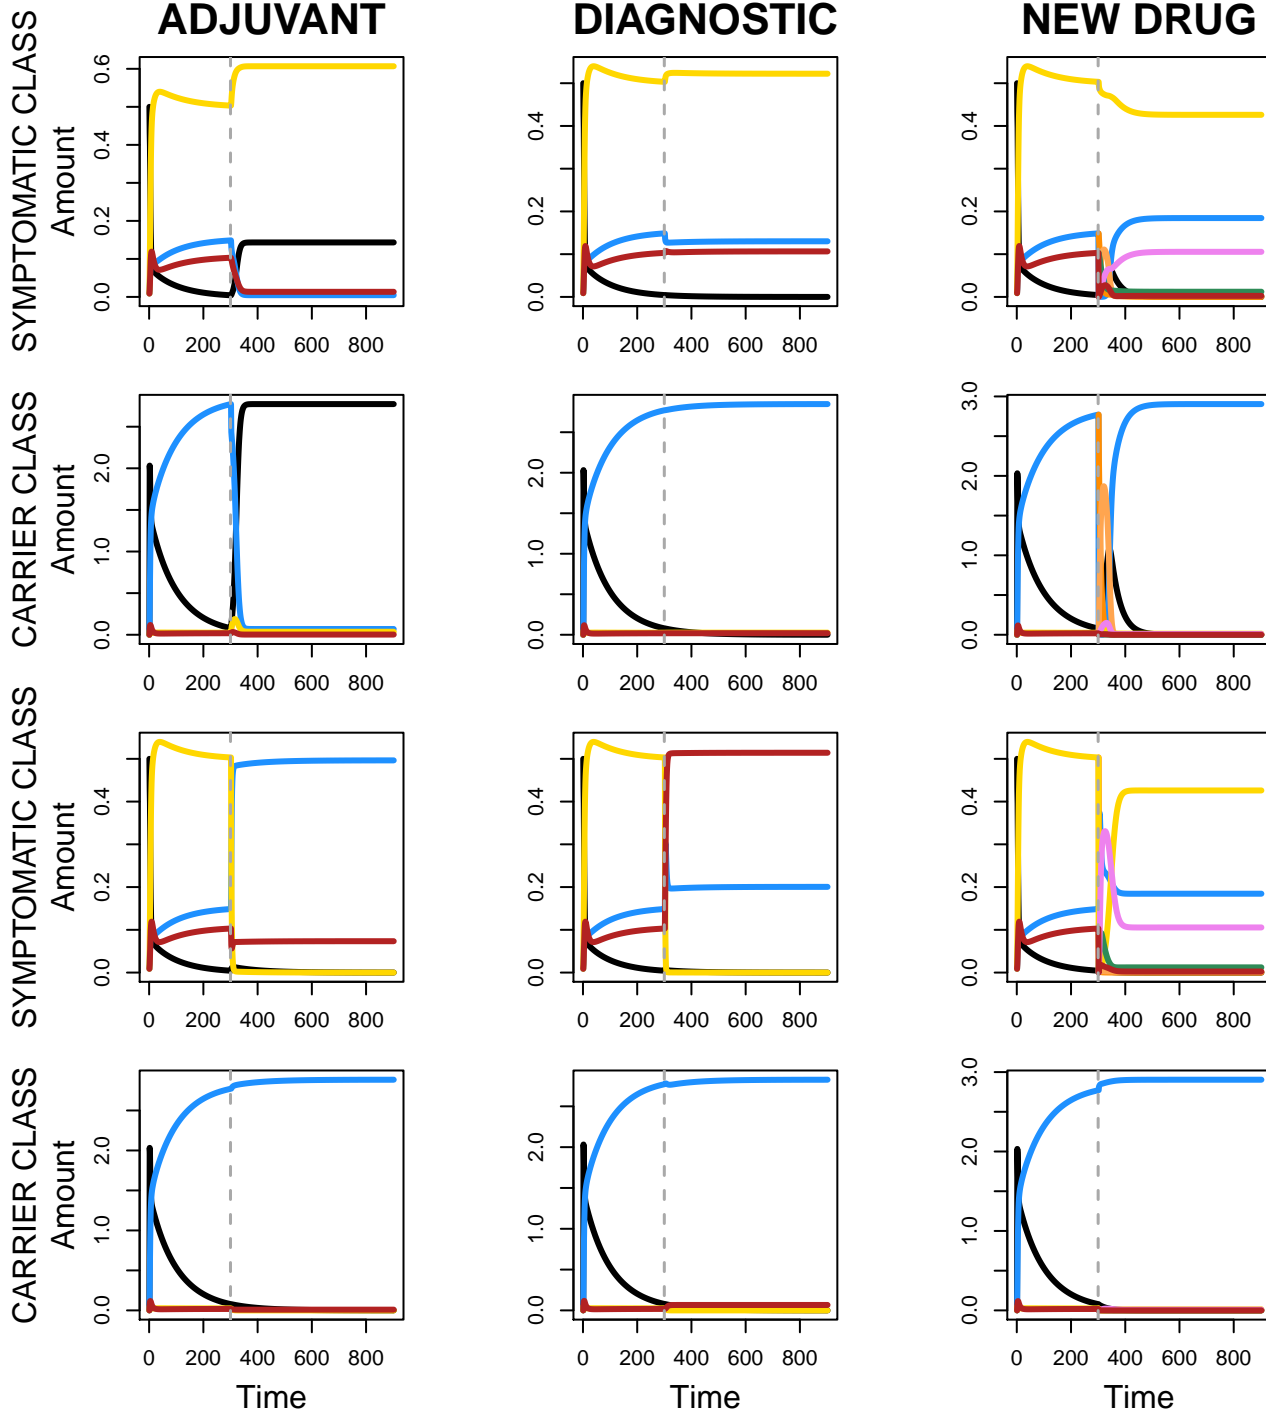 ADJUVANT DIAGNOSTIC NEW DRUG
SYMPTOMATIC CLASS
Amount
0.0 0.2 0.4 0.6
0 200 400 600 800
0.0 0.2 0.4
0 200 400 600 800
0.0 0.2 0.4
0 200 400 600 800
CARRIER CLASS
Amount
0.0 1.0 2.0
0 200 400 600 800
0.0 1.0 2.0
0 200 400 600 800
0.0 1.0 2.0 3.0
0 200 400 600 800
SYMPTOMATIC CLASS
Amount
0.0 0.2 0.4
0 200 400 600 800
0.0 0.2 0.4
0 200 400 600 800
0.0 0.2 0.4
0 200 400 600 800
CARRIER CLASS
Amount
0.0 1.0 2.0
0 200 400 600 800
0.0 1.0 2.0
0 200 400 600 800
0.0 1.0 2.0 3.0
0 200 400 600 800
Time Time Time